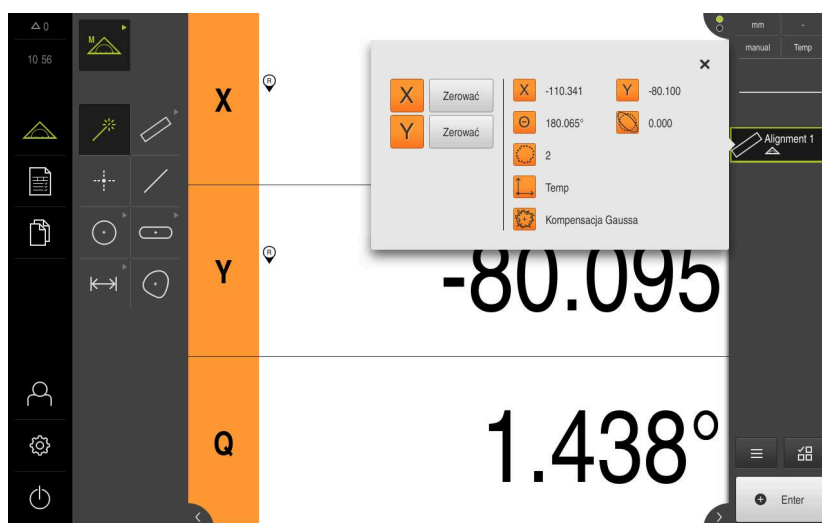 0
10 56
M
X
R
Y
R
-80.095
Q
1.438°
X
Zerować
Y
Zerować
X
-110.341
Y
-80.100
Θ
180.065°
0.000
2
Temp
Kompensacja Gaussa
mm
-
manual
Temp
Alignment 1
Enter